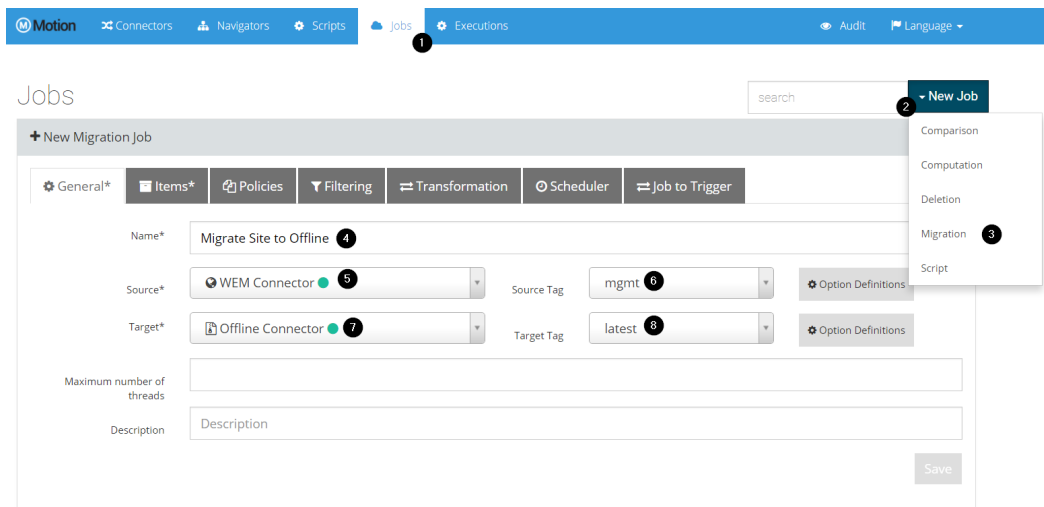 M Motion Connectors Navigators Scripts Jobs Executions Audit Language
1
Jobs
search
2
New Job
+ New Migration Job
Comparison
Computation
Deletion
Migration 3
Script
General* Items* Policies Filtering Transformation Scheduler Job to Trigger
Name* Migrate Site to Offline 4
Source* WEM Connector 5 Source Tag mgmt 6 Option Definitions
Target* Offline Connector 7 Target Tag latest 8 Option Definitions
Maximum number of
threads
Description Description
Save